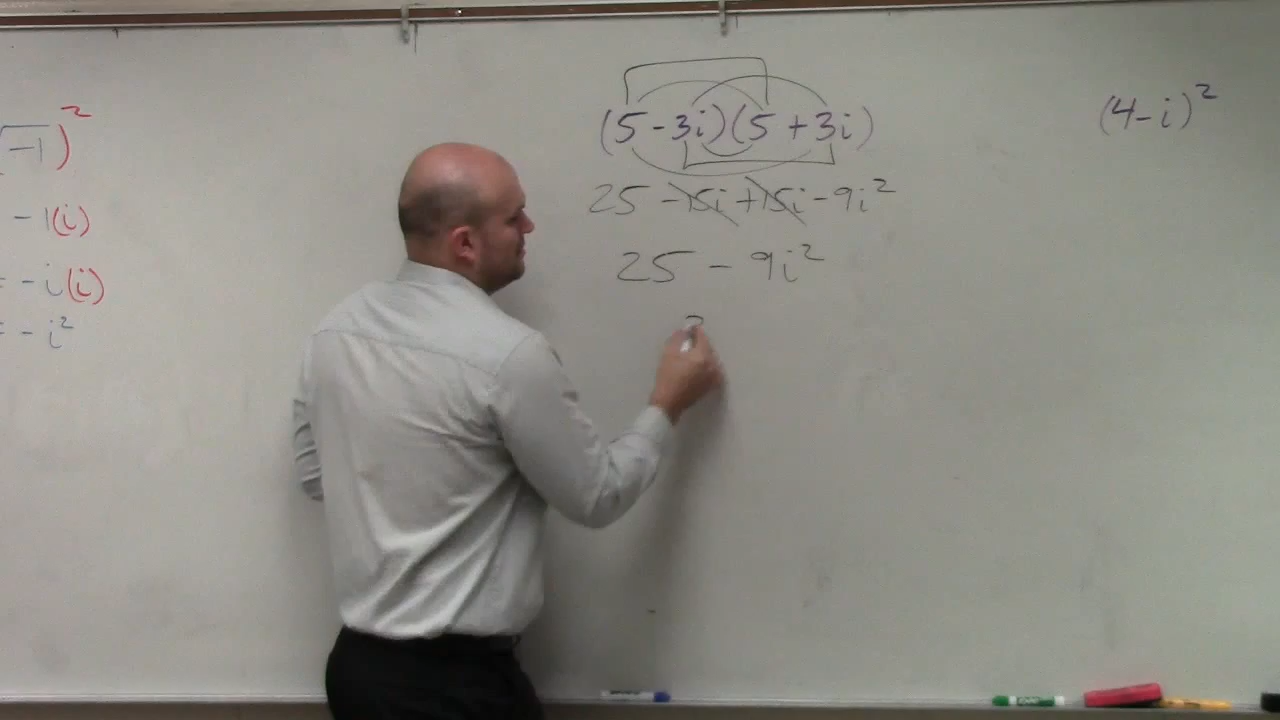 √-1)²
- 1(i)
= - i(i)
= - i²
(5 - 3i)(5 + 3i)
25 - 15i + 15i - 9i²
25 - 9i²
(4 - i)²